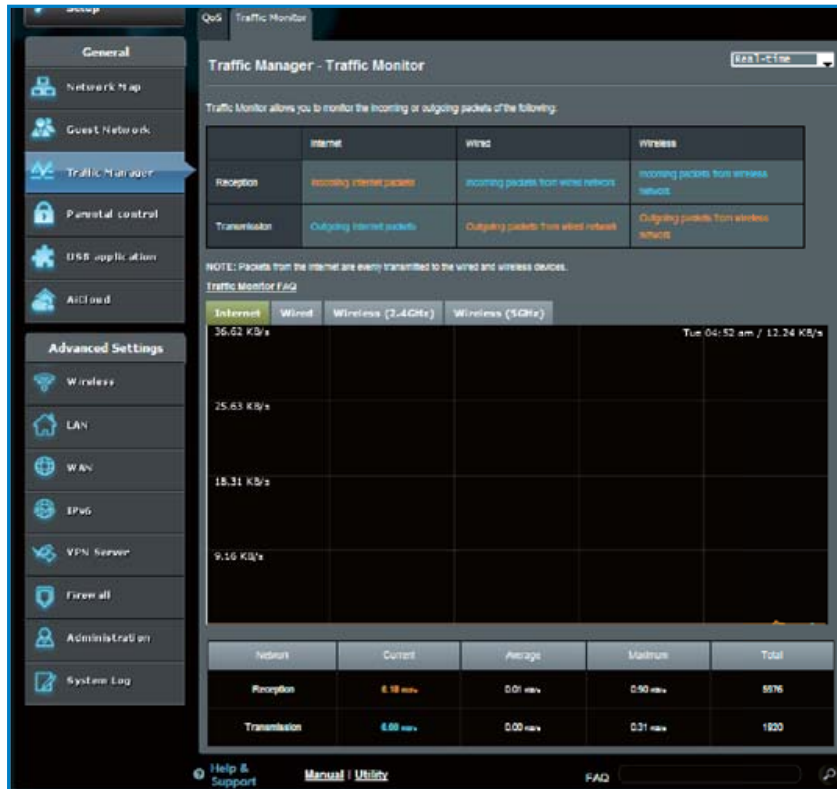 Setup
QoS
Traffic Monitor
General
Network Map
Guest Network
Traffic Manager
Parental control
USB application
AiCloud
Advanced Settings
Wireless
LAN
WAN
IPv6
VPN Server
Firewall
Administration
System Log
Traffic Manager - Traffic Monitor
Real-time
Traffic Monitor allows you to monitor the incoming or outgoing packets of the following:
Internet Wired Wireless
Reception Incoming Internet packets Incoming packets from wired network Incoming packets from wireless network
Transmission Outgoing Internet packets Outgoing packets from wired network Outgoing packets from wireless network
NOTE: Packets from the Internet are evenly transmitted to the wired and wireless devices.
Traffic Monitor FAQ
Internet Wired Wireless (2.4GHz) Wireless (5GHz)
36.62 KB/s
Tue 04:52 am / 12.24 KB/s
25.63 KB/s
18.31 KB/s
9.16 KB/s
Network Current Average Maximum Total
Reception 0.01 0.90
Transmission 0.00 0.31 1920
Help & Support
Manual | Utility
FAQ